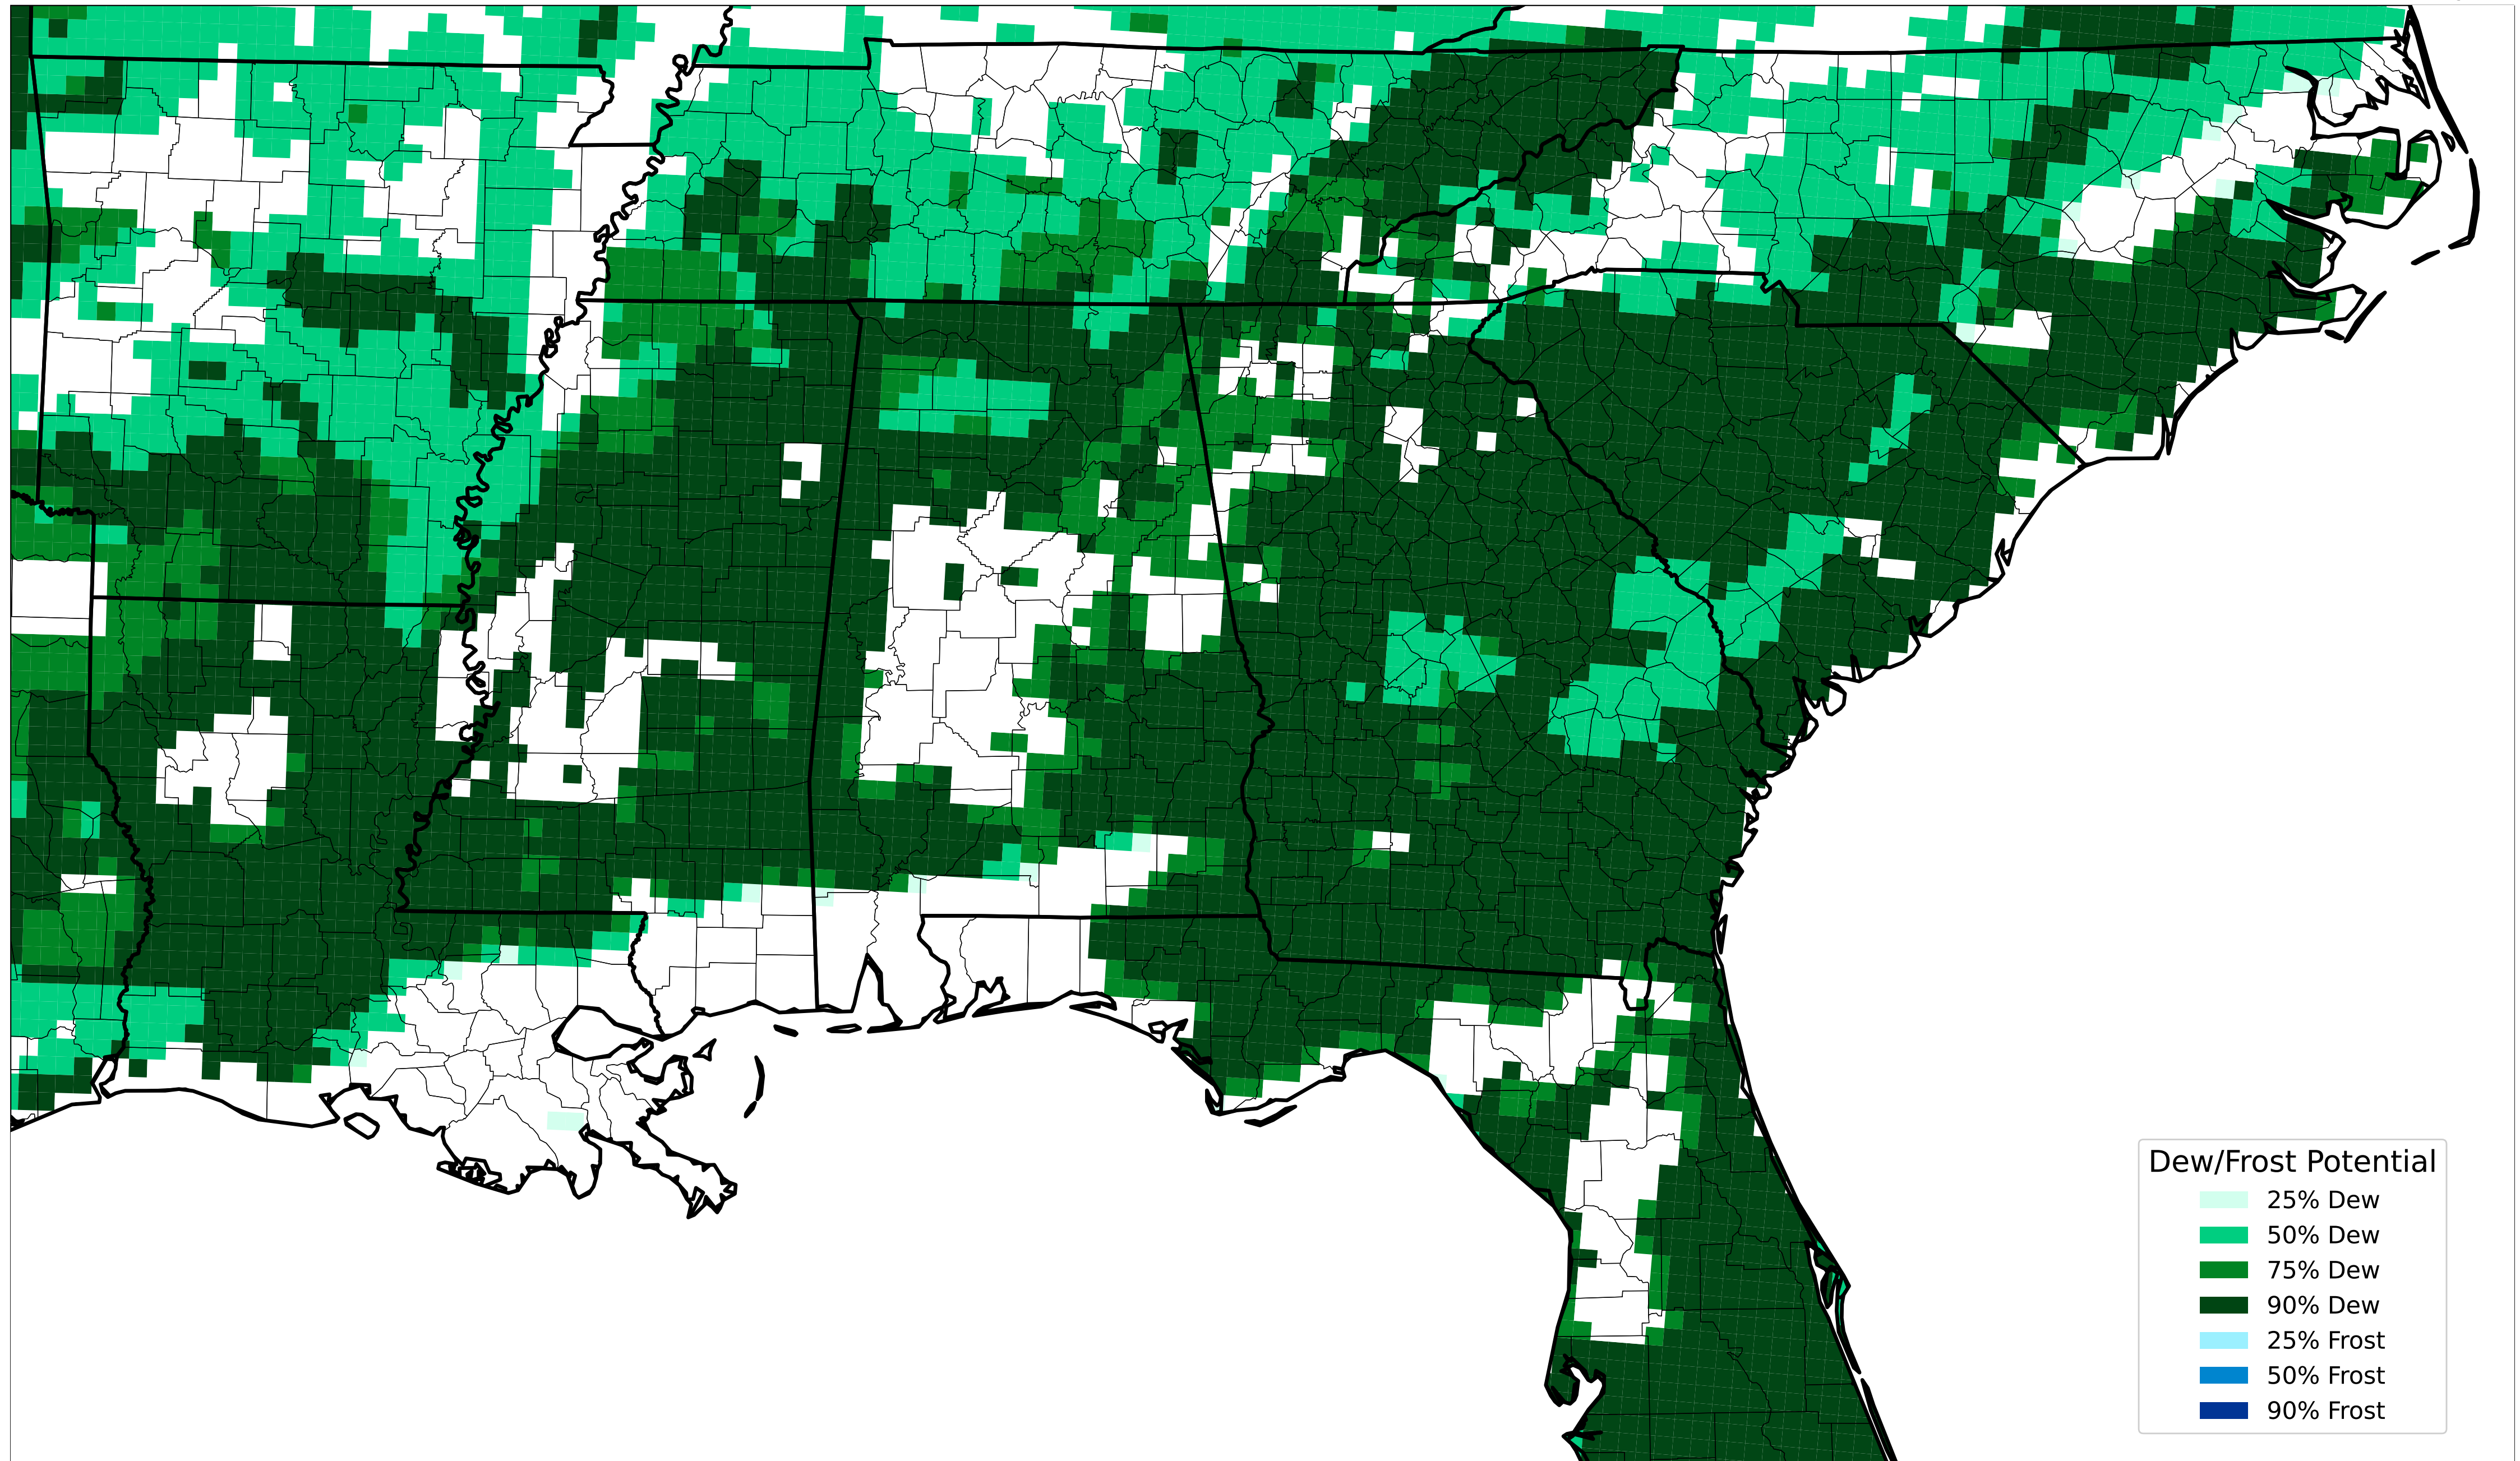 Dew/Frost Potential
25% Dew
50% Dew
75% Dew
90% Dew
25% Frost
50% Frost
90% Frost